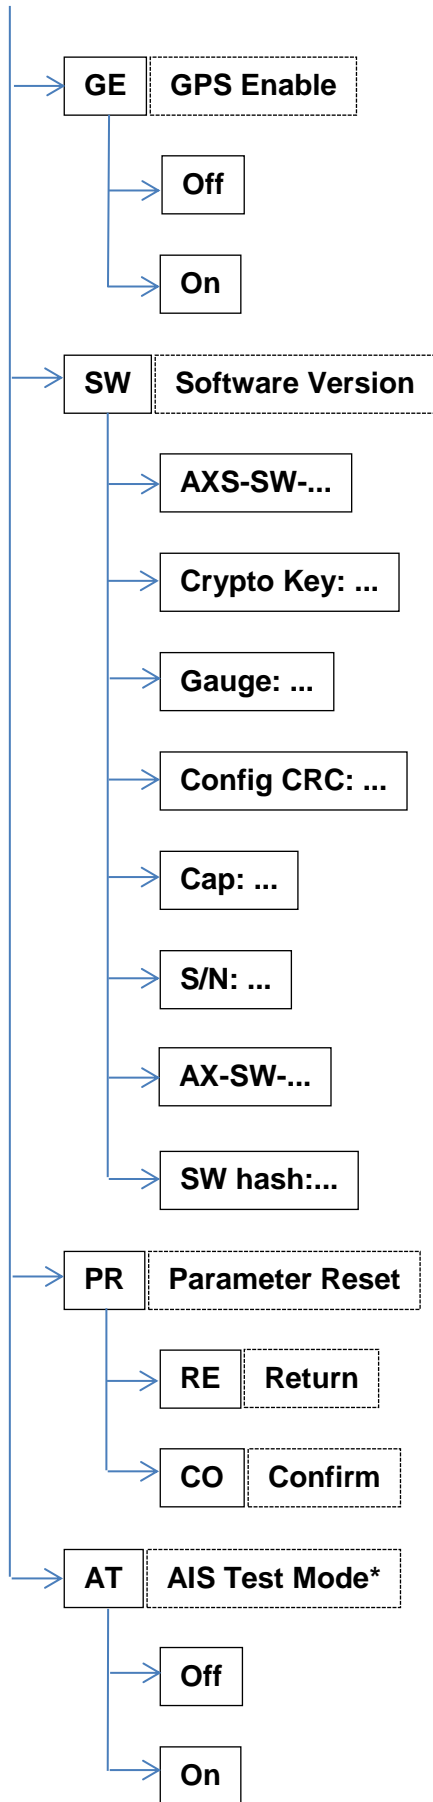 GE GPS Enable
Off
On
SW Software Version
AXS-SW-...
Crypto Key: ...
Gauge: ...
Config CRC: ...
Cap: ...
S/N: ...
AX-SW-...
SW hash:...
PR Parameter Reset
RE Return
CO Confirm
AT AIS Test Mode*
Off
On